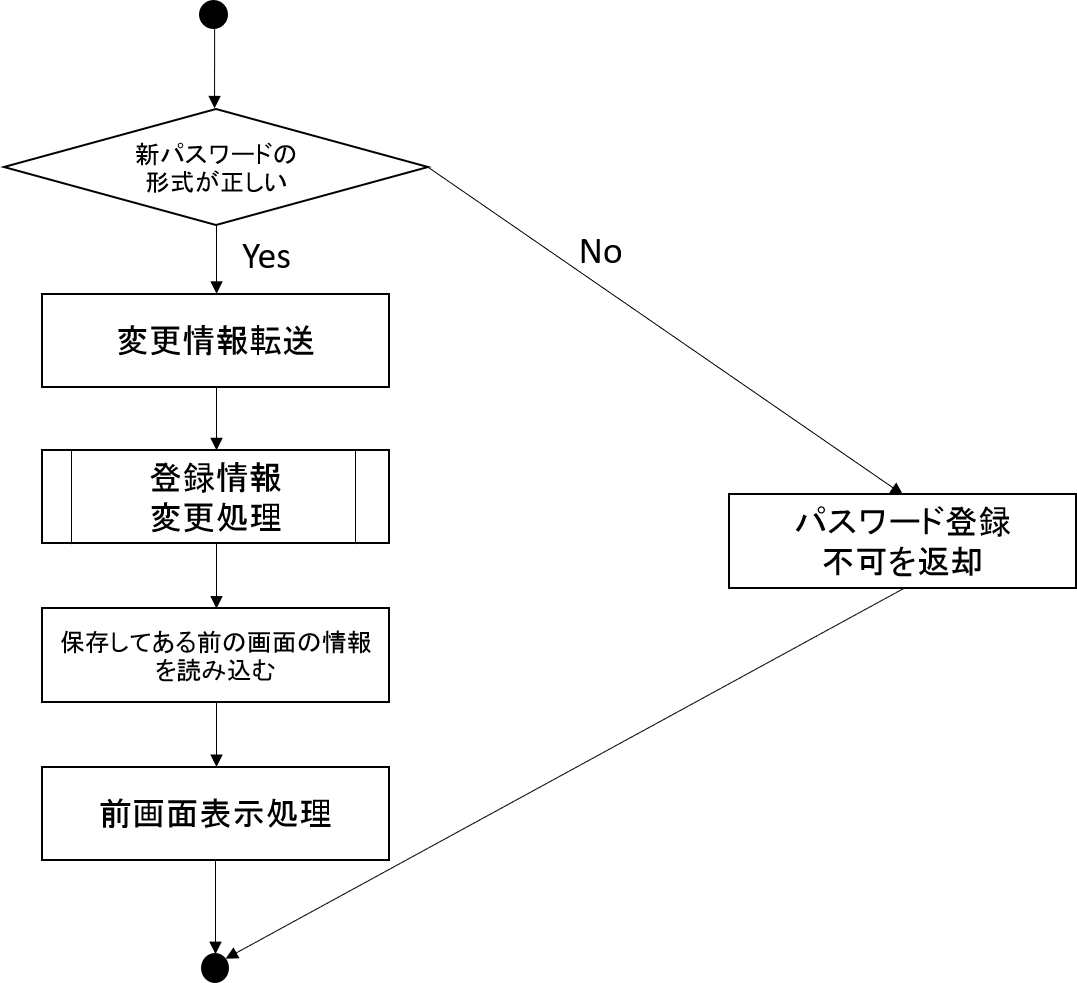 新パスワードの
形式が正しい
Yes
No
変更情報転送
登録情報
変更処理
パスワード登録
不可を返却
保存してある前の画面の情報
を読み込む
前画面表示処理